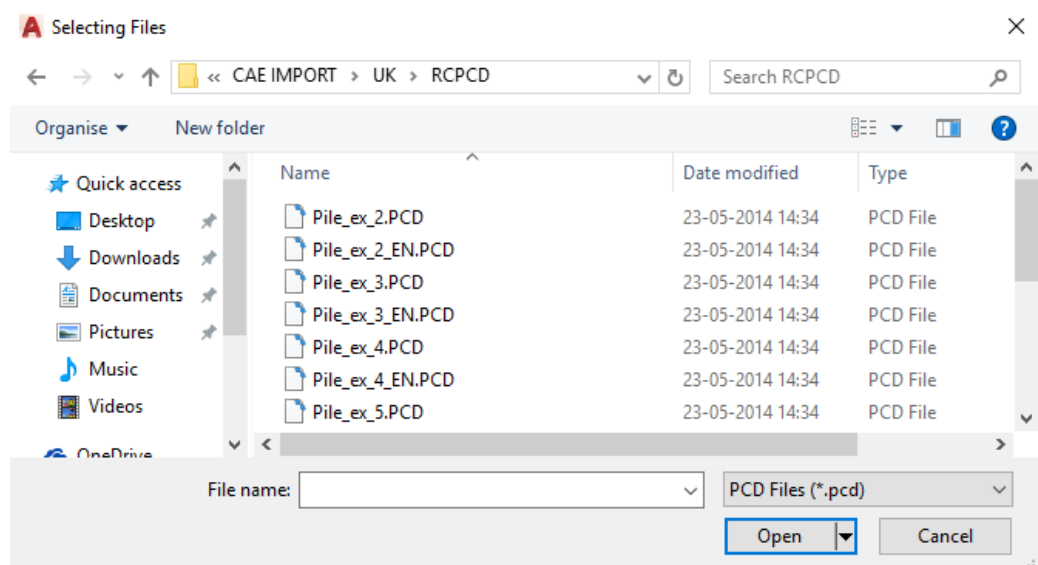 Selecting Files
« CAE IMPORT > UK > RCPCD
Search RCPCD
Organise New folder
Name Date modified Type
Quick access
Desktop
Downloads
Documents
Pictures
Music
Videos
OneDrive
Pile_ex_2.PCD 23-05-2014 14:34 PCD File
Pile_ex_2_EN.PCD 23-05-2014 14:34 PCD File
Pile_ex_3.PCD 23-05-2014 14:34 PCD File
Pile_ex_3_EN.PCD 23-05-2014 14:34 PCD File
Pile_ex_4.PCD 23-05-2014 14:34 PCD File
Pile_ex_4_EN.PCD 23-05-2014 14:34 PCD File
Pile_ex_5.PCD 23-05-2014 14:34 PCD File
File name:
PCD Files (*.pcd)
Open Cancel